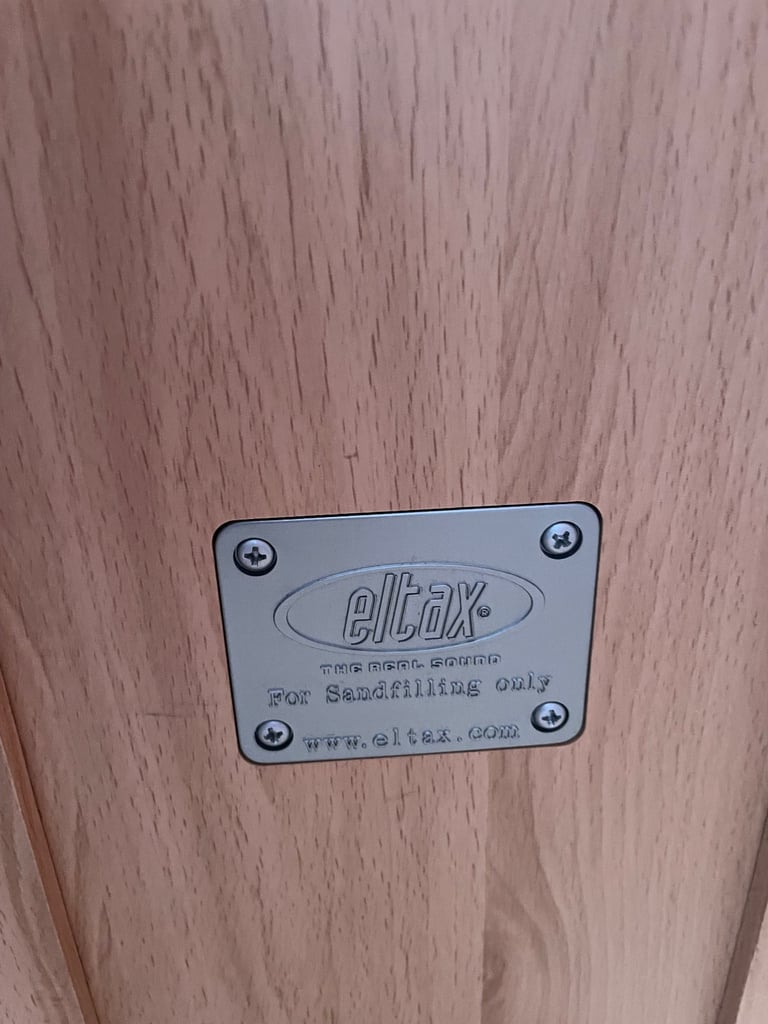 eltax®
THE REAL SOUND
For Sandfilling only
www.eltax.com